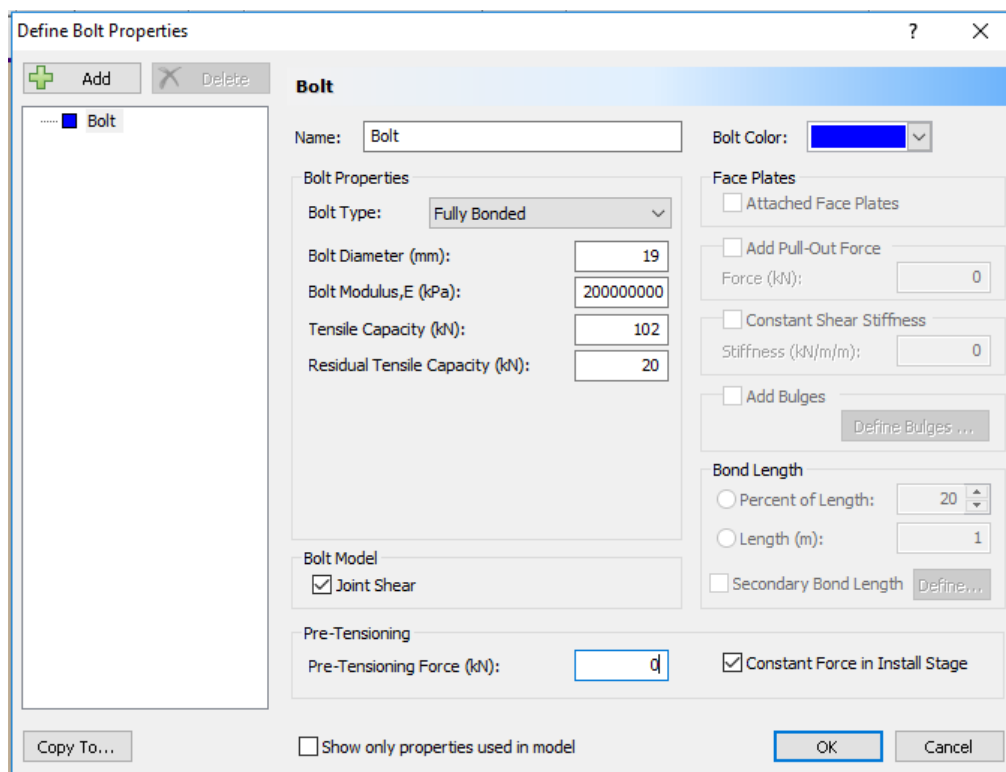 Define Bolt Properties ?
Add Delete
Bolt
Bolt
Name: Bolt Bolt Color:
Bolt Properties Face Plates
Bolt Type: Fully Bonded Attached Face Plates
Bolt Diameter (mm): 19 Add Pull-Out Force
Bolt Modulus,E (kPa): 200000000 Force (kN): 0
Tensile Capacity (kN): 102 Constant Shear Stiffness
Residual Tensile Capacity (kN): 20 Stiffness (kN/m/m): 0
Add Bulges
Define Bulges ...
Bond Length
Percent of Length: 20
Length (m): 1
Bolt Model
Joint Shear Secondary Bond Length Define...
Pre-Tensioning
Pre-Tensioning Force (kN): 0 Constant Force in Install Stage
Copy To... Show only properties used in model OK Cancel